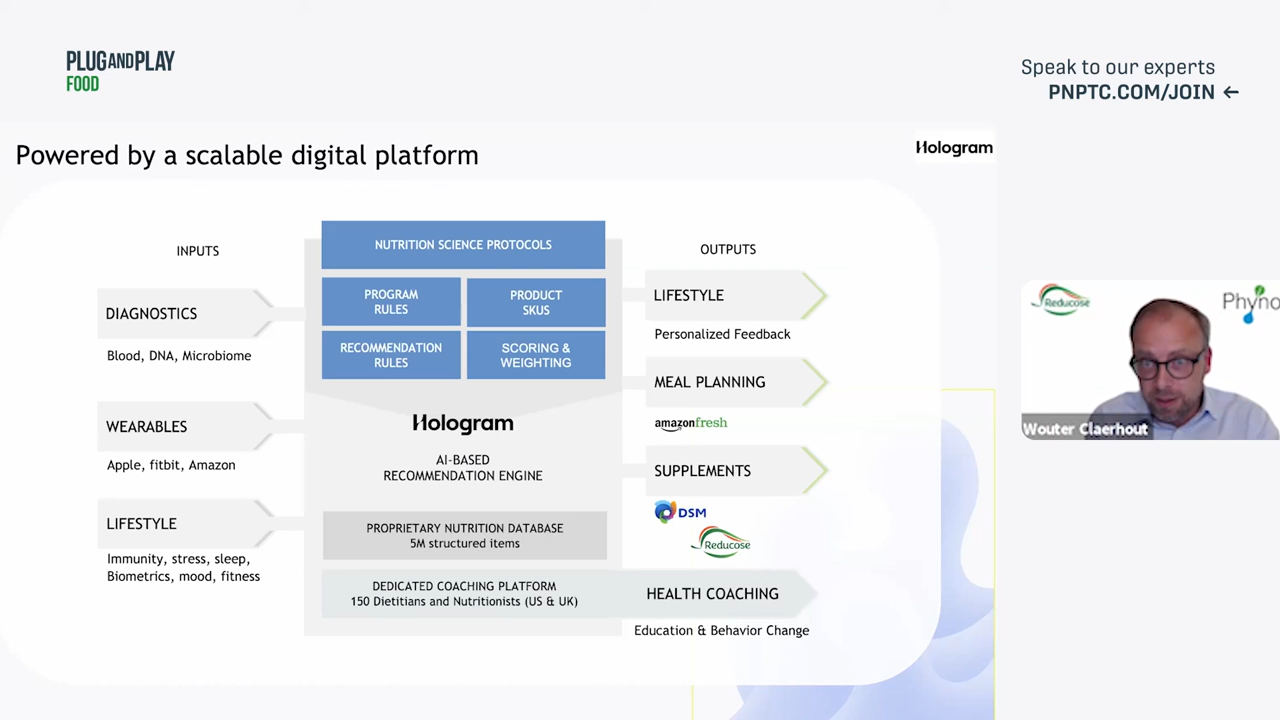 PLUGANDPLAY
FOOD
Speak to our experts
PNPTC.COM/JOIN ←
Powered by a scalable digital platform
Hologram
INPUTS
DIAGNOSTICS
Blood, DNA, Microbiome
WEARABLES
Apple, fitbit, Amazon
LIFESTYLE
Immunity, stress, sleep,
Biometrics, mood, fitness
NUTRITION SCIENCE PROTOCOLS
PROGRAM
RULES
PRODUCT
SKUS
RECOMMENDATION
RULES
SCORING &
WEIGHTING
Hologram
AI-BASED
RECOMMENDATION ENGINE
PROPRIETARY NUTRITION DATABASE
5M structured items
DEDICATED COACHING PLATFORM
150 Dietitians and Nutritionists (US & UK)
OUTPUTS
LIFESTYLE
Personalized Feedback
MEAL PLANNING
amazonfresh
SUPPLEMENTS
DSM
Reducose
HEALTH COACHING
Education & Behavior Change
Reducose
Phyno
Wouter Claerhout